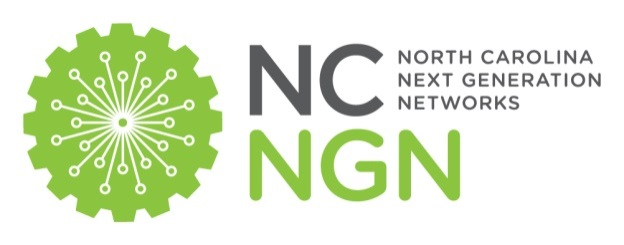 NC
NORTH CAROLINA
NEXT GENERATION
NETWORKS
NGN